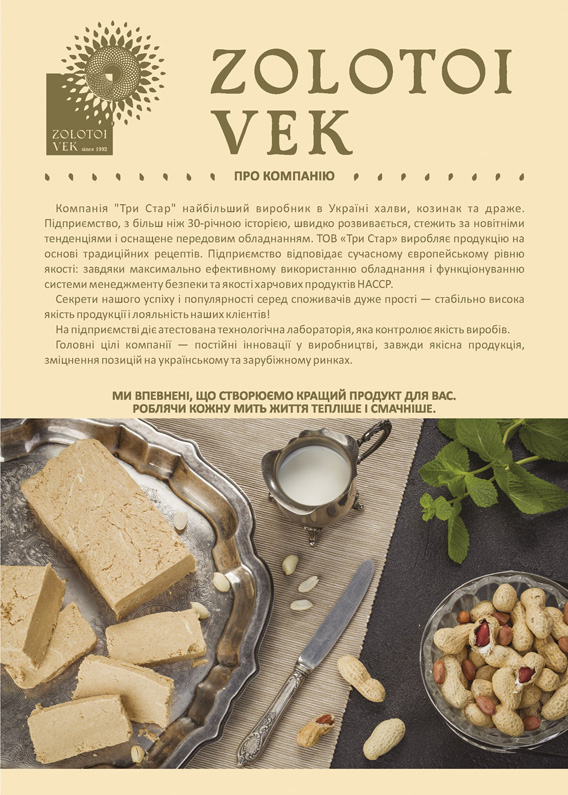 ZOLOTOI
VEK since 1992
ZOLOTOI
VEK
ПРО КОМПАНІЮ
Компанія "Три Стар" найбільший виробник в Україні халви, козинак та драже.
Підприємство, з більш ніж 30-річною історією, швидко розвивається, стежить за новітніми
тенденціями і оснащене передовим обладнанням. ТОВ «Три Стар» виробляє продукцію на
основі традиційних рецептів. Підприємство відповідає сучасному європейському рівню
якості: завдяки максимально ефективному використанню обладнання і функціонуванню
системи менеджменту безпеки та якості харчових продуктів НАССР.
Секрети нашого успіху і популярності серед споживачів дуже прості — стабільно висока
якість продукції і лояльність наших клієнтів!
На підприємстві діє атестована технологічна лабораторія, яка контролює якість виробів.
Головні цілі компанії — постійні інновації у виробництві, завжди якісна продукція,
зміцнення позицій на українському та зарубіжному ринках.
МИ ВПЕВНЕНІ, ЩО СТВОРЮЄМО КРАЩИЙ ПРОДУКТ ДЛЯ ВАС.
РОБЛЯЧИ КОЖНУ МИТЬ ЖИТТЯ ТЕПЛІШЕ І СМАЧНІШЕ.